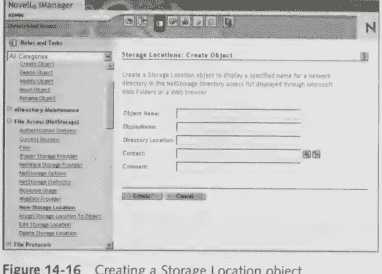 Novell® iManager
ADMIN
Unrestricted Access
Roles and Tasks
All Categories
Create Object
Delete Object
Modify Object
Move Object
Rename Object
eDirectory Maintenance
File Access (NetStorage)
Authentication Domains
Current Sessions
Files
iFolder Storage Provider
NetWare Storage Provider
NetStorage Options
NetStorage Statistics
Resource Usage
WebDAV Provider
New Storage Location
Assign Storage Location To Object
Edit Storage Location
Delete Storage Location
File Protocols
N
Storage Locations: Create Object
Create a Storage Location object to display a specified name for a network
directory in the NetStorage directory access list displayed through Microsoft
Web Folders or a Web browser
Object Name:
DisplayName:
Directory Location:
Context:
Comment:
Create
Cancel
Figure 14-16 Creating a Storage Location object